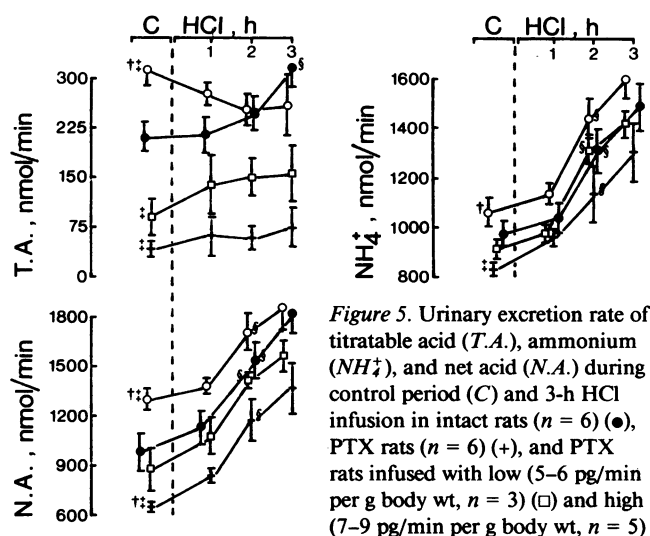 C HCl, h
1 2 3
300
225
150
75
0
T.A., nmol/min
†‡
‡
‡
§
C HCl, h
1 2 3
1600
1400
1200
1000
800
NH₄⁺, nmol/min
†
‡
§
§
§
§
1800
1500
1200
900
600
N.A., nmol/min
†‡
†‡
§
§
§
§
Figure 5. Urinary excretion rate of
titratable acid (T.A.), ammonium
(NH₄⁺), and net acid (N.A.) during
control period (C) and 3-h HCl
infusion in intact rats (n = 6) (●),
PTX rats (n = 6) (+), and PTX
rats infused with low (5–6 pg/min
per g body wt, n = 3) (□) and high
(7–9 pg/min per g body wt, n = 5)